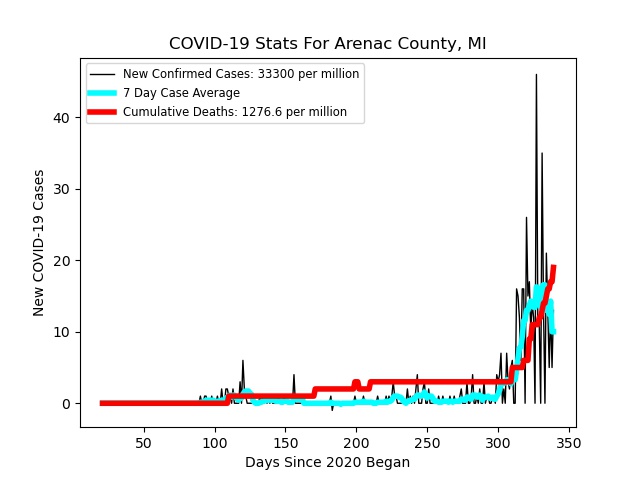 COVID-19 Stats For Arenac County, MI
New Confirmed Cases: 33300 per million
7 Day Case Average
Cumulative Deaths: 1276.6 per million
New COVID-19 Cases
40
30
20
10
0
50 100 150 200 250 300 350
Days Since 2020 Began